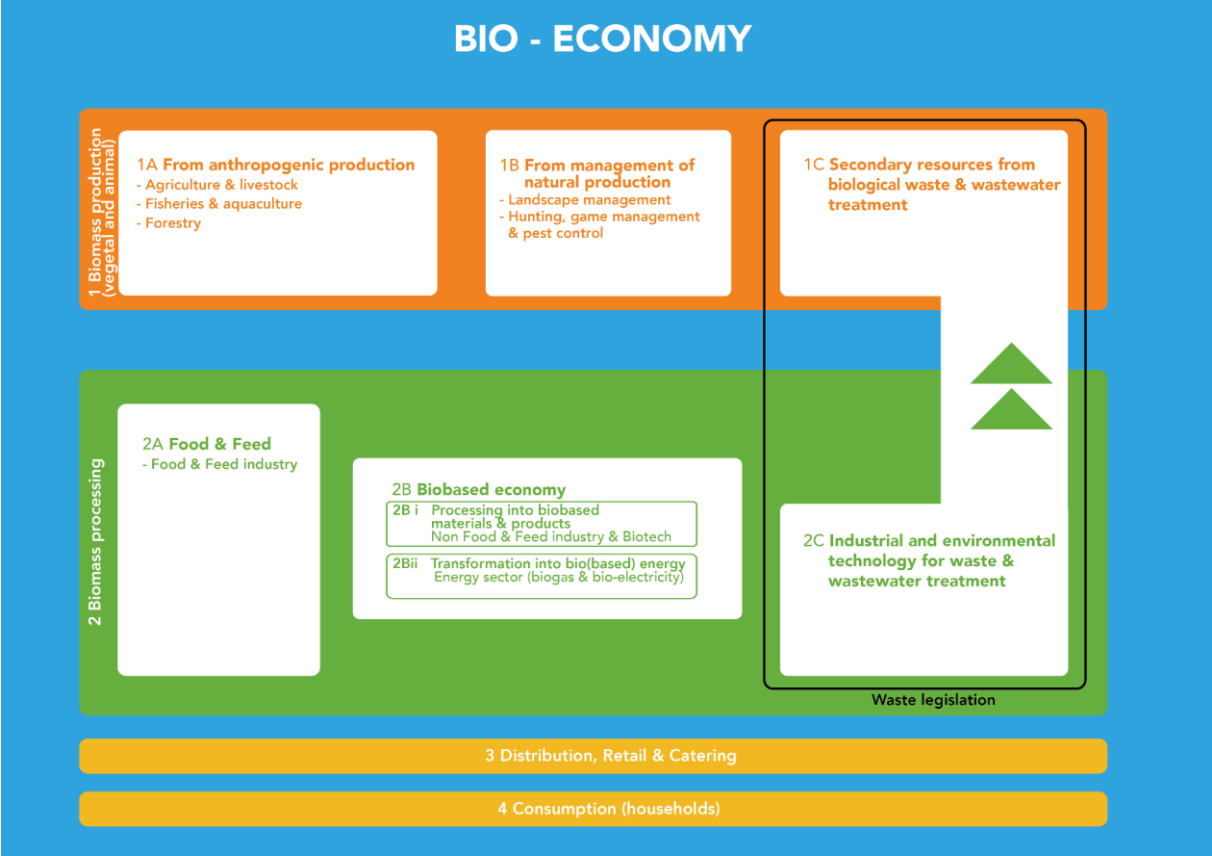 BIO - ECONOMY
1 Biomass production
(vegetal and animal)
1A From anthropogenic production
- Agriculture & livestock
- Fisheries & aquaculture
- Forestry
1B From management of
natural production
- Landscape management
- Hunting, game management
& pest control
1C Secondary resources from
biological waste & wastewater
treatment
2 Biomass processing
2A Food & Feed
- Food & Feed industry
2B Biobased economy
2B i Processing into biobased
materials & products
Non Food & Feed industry & Biotech
2Bii Transformation into bio(based) energy
Energy sector (biogas & bio-electricity)
2C Industrial and environmental
technology for waste &
wastewater treatment
Waste legislation
3 Distribution, Retail & Catering
4 Consumption (households)